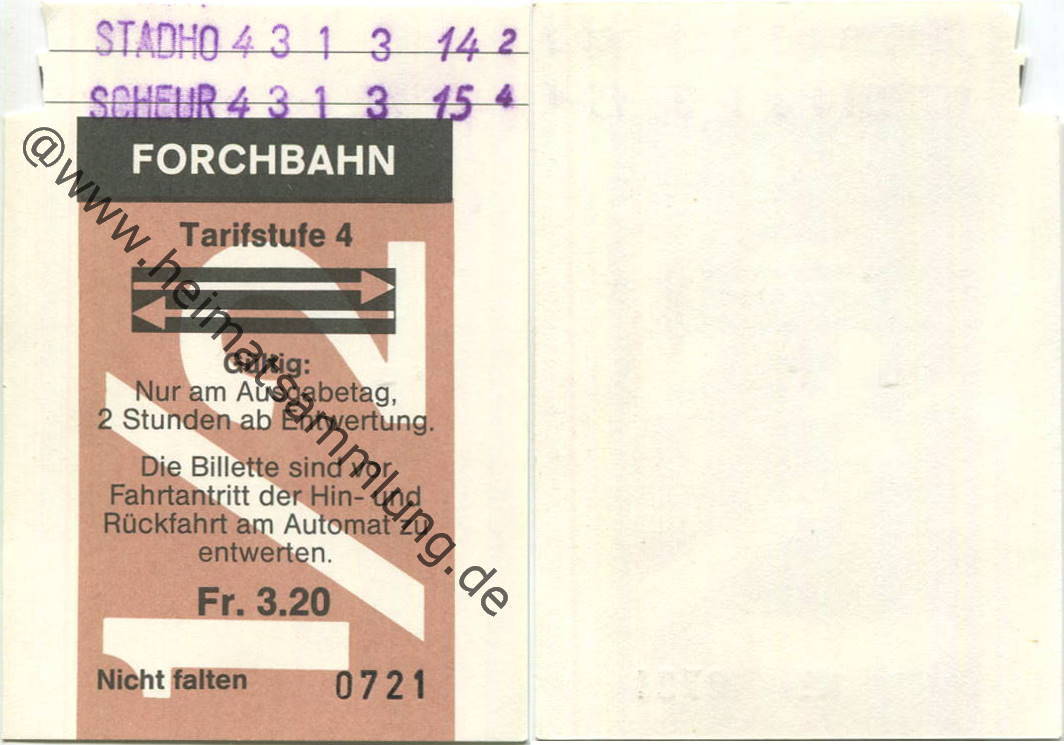 STADHO 4 3 1 3 14 2
SCHEUR 4 3 1 3 15 4
FORCHBAHN
Tarifstufe 4
1/2
Gültig:
Nur am Ausgabetag,
2 Stunden ab Entwertung.
Die Billette sind vor
Fahrtantritt der Hin- und
Rückfahrt am Automat zu
entwerten.
Fr. 3.20
Nicht falten 0721
@www.heimatsammlung.de